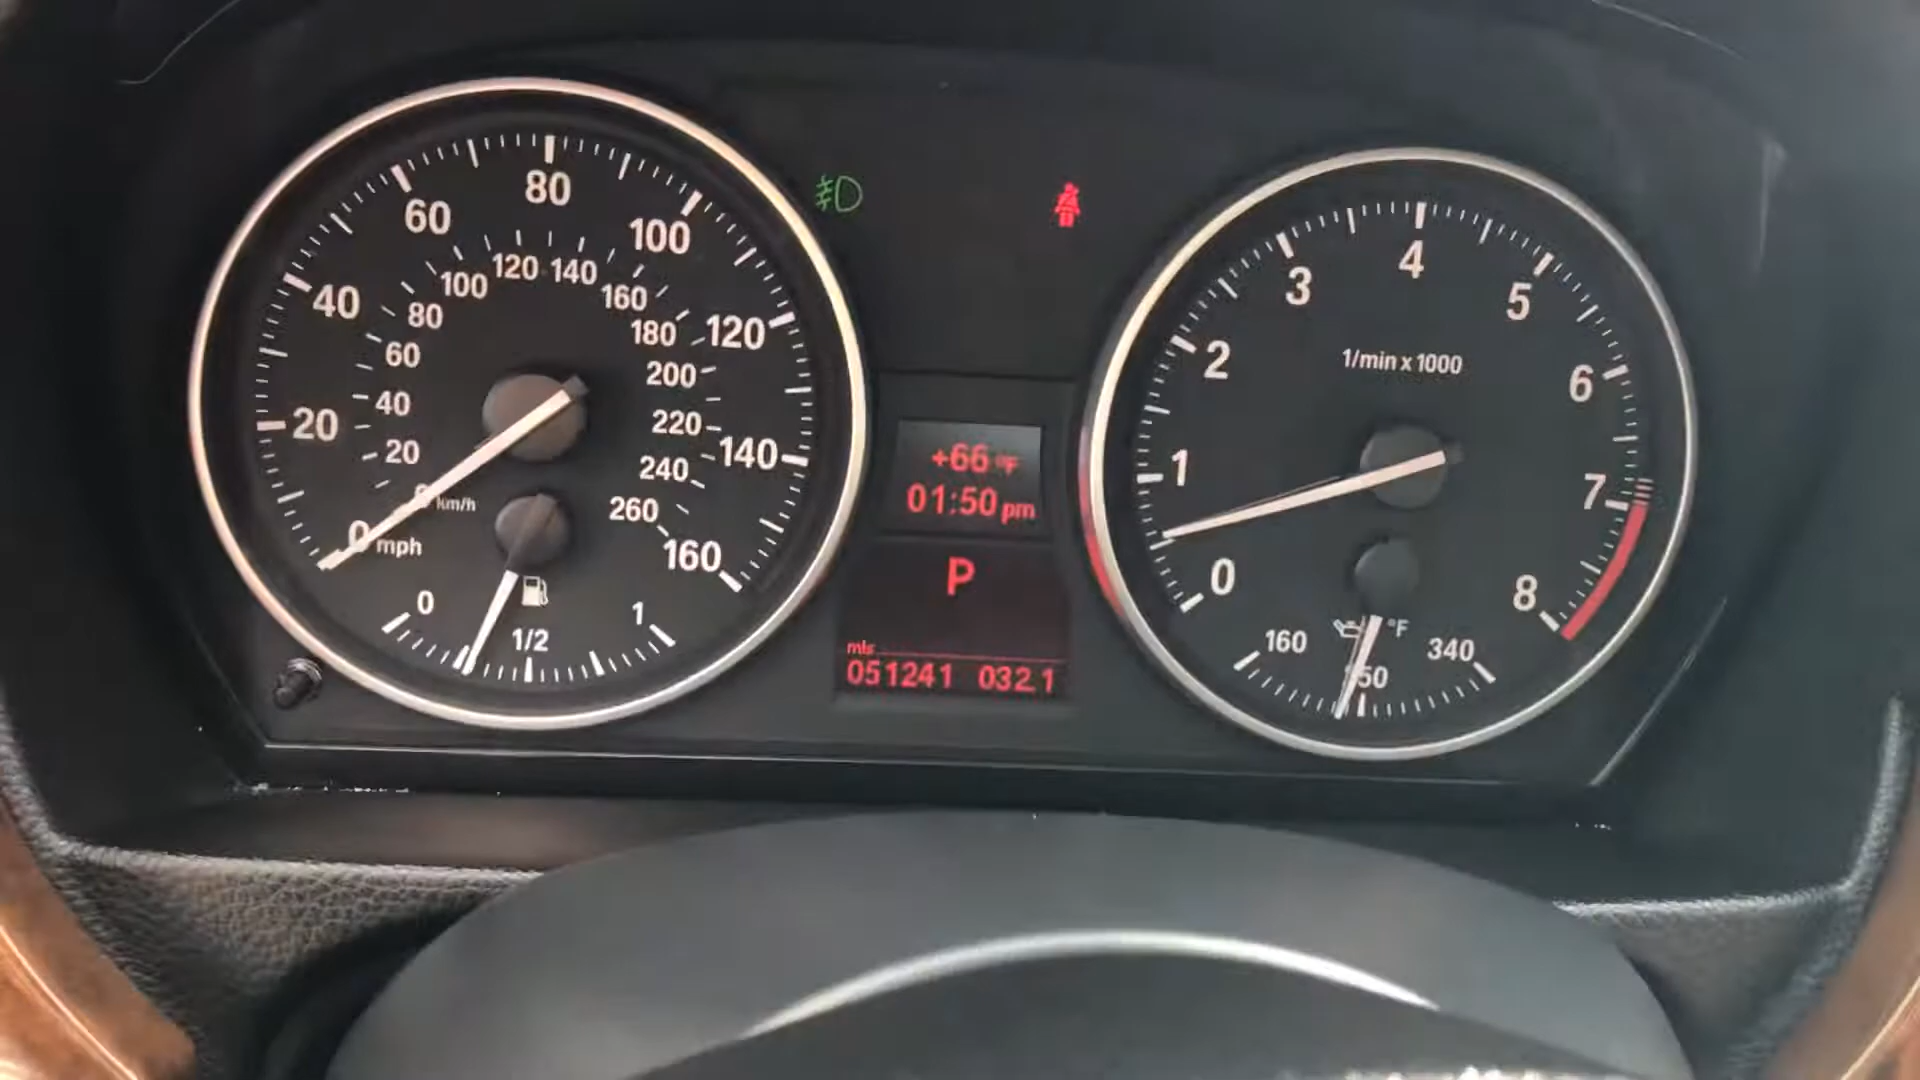 0 20 40 60 80 100 120 140 160
mph
0 20 40 60 80 100 120 140 160 180 200 220 240 260
km/h
0 1/2 1
+66 °F
01:50 pm
P
mls
051241 032.1
0 1 2 3 4 5 6 7 8
1/min x 1000
°F
160 340